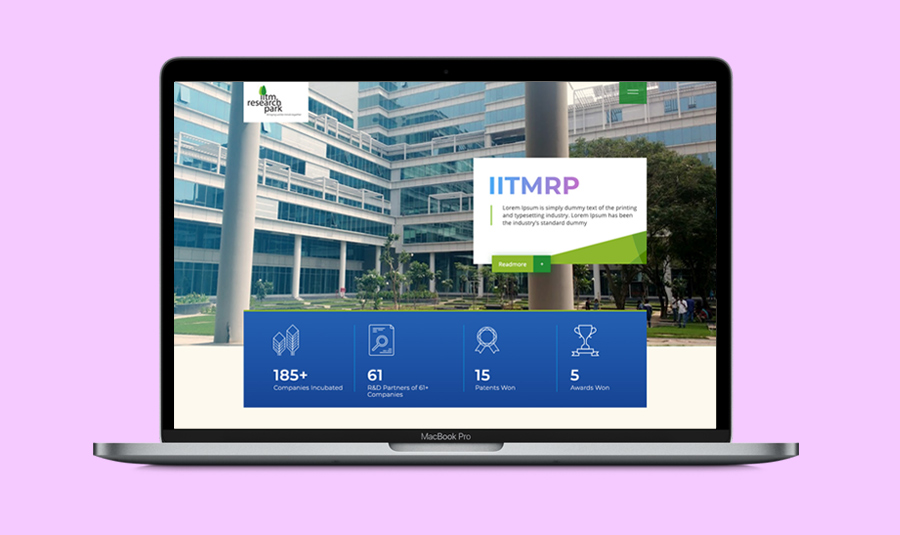 iitm
research
park
IITMRP
Lorem Ipsum is simply dummy text of the printing
and typesetting industry. Lorem Ipsum has been
the industry's standard dummy
Readmore +
185+
Companies Incubated
61
R&D Partners of 61+
Companies
15
Patents Won
5
Awards Won
MacBook Pro